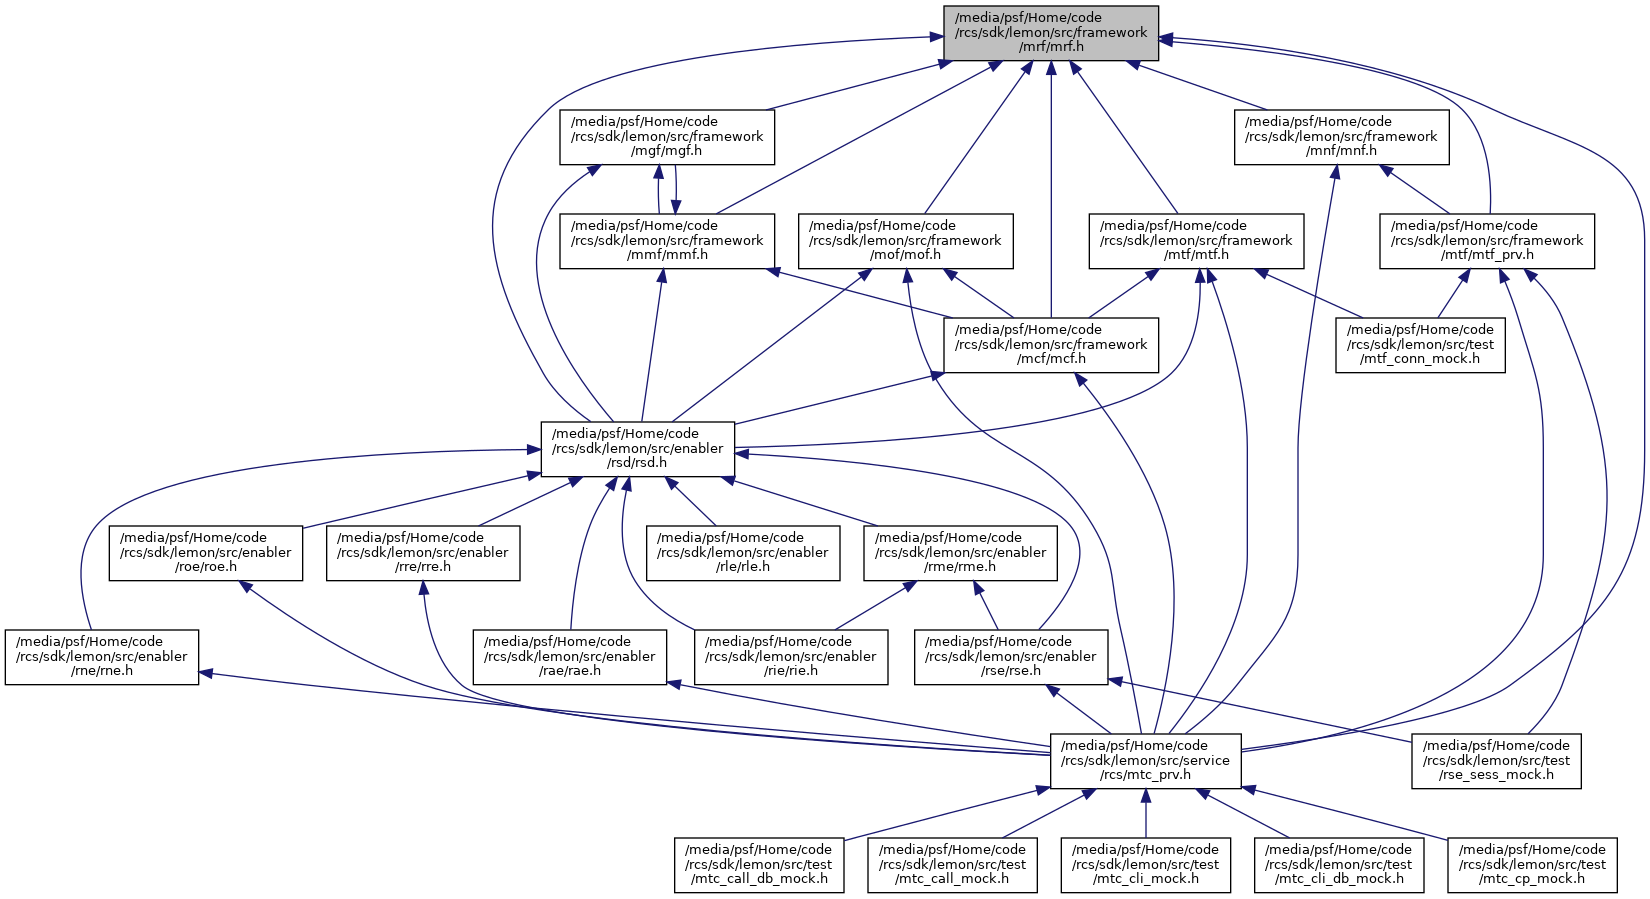 /media/psf/Home/code
/rcs/sdk/lemon/src/framework
/mrf/mrf.h
/media/psf/Home/code
/rcs/sdk/lemon/src/framework
/mgf/mgf.h
/media/psf/Home/code
/rcs/sdk/lemon/src/framework
/mnf/mnf.h
/media/psf/Home/code
/rcs/sdk/lemon/src/framework
/mmf/mmf.h
/media/psf/Home/code
/rcs/sdk/lemon/src/framework
/mof/mof.h
/media/psf/Home/code
/rcs/sdk/lemon/src/framework
/mtf/mtf.h
/media/psf/Home/code
/rcs/sdk/lemon/src/framework
/mtf/mtf_prv.h
/media/psf/Home/code
/rcs/sdk/lemon/src/framework
/mcf/mcf.h
/media/psf/Home/code
/rcs/sdk/lemon/src/test
/mtf_conn_mock.h
/media/psf/Home/code
/rcs/sdk/lemon/src/enabler
/rsd/rsd.h
/media/psf/Home/code
/rcs/sdk/lemon/src/enabler
/roe/roe.h
/media/psf/Home/code
/rcs/sdk/lemon/src/enabler
/rre/rre.h
/media/psf/Home/code
/rcs/sdk/lemon/src/enabler
/rle/rle.h
/media/psf/Home/code
/rcs/sdk/lemon/src/enabler
/rme/rme.h
/media/psf/Home/code
/rcs/sdk/lemon/src/enabler
/rne/rne.h
/media/psf/Home/code
/rcs/sdk/lemon/src/enabler
/rae/rae.h
/media/psf/Home/code
/rcs/sdk/lemon/src/enabler
/rie/rie.h
/media/psf/Home/code
/rcs/sdk/lemon/src/enabler
/rse/rse.h
/media/psf/Home/code
/rcs/sdk/lemon/src/service
/rcs/mtc_prv.h
/media/psf/Home/code
/rcs/sdk/lemon/src/test
/rse_sess_mock.h
/media/psf/Home/code
/rcs/sdk/lemon/src/test
/mtc_call_db_mock.h
/media/psf/Home/code
/rcs/sdk/lemon/src/test
/mtc_call_mock.h
/media/psf/Home/code
/rcs/sdk/lemon/src/test
/mtc_cli_mock.h
/media/psf/Home/code
/rcs/sdk/lemon/src/test
/mtc_cli_db_mock.h
/media/psf/Home/code
/rcs/sdk/lemon/src/test
/mtc_cp_mock.h